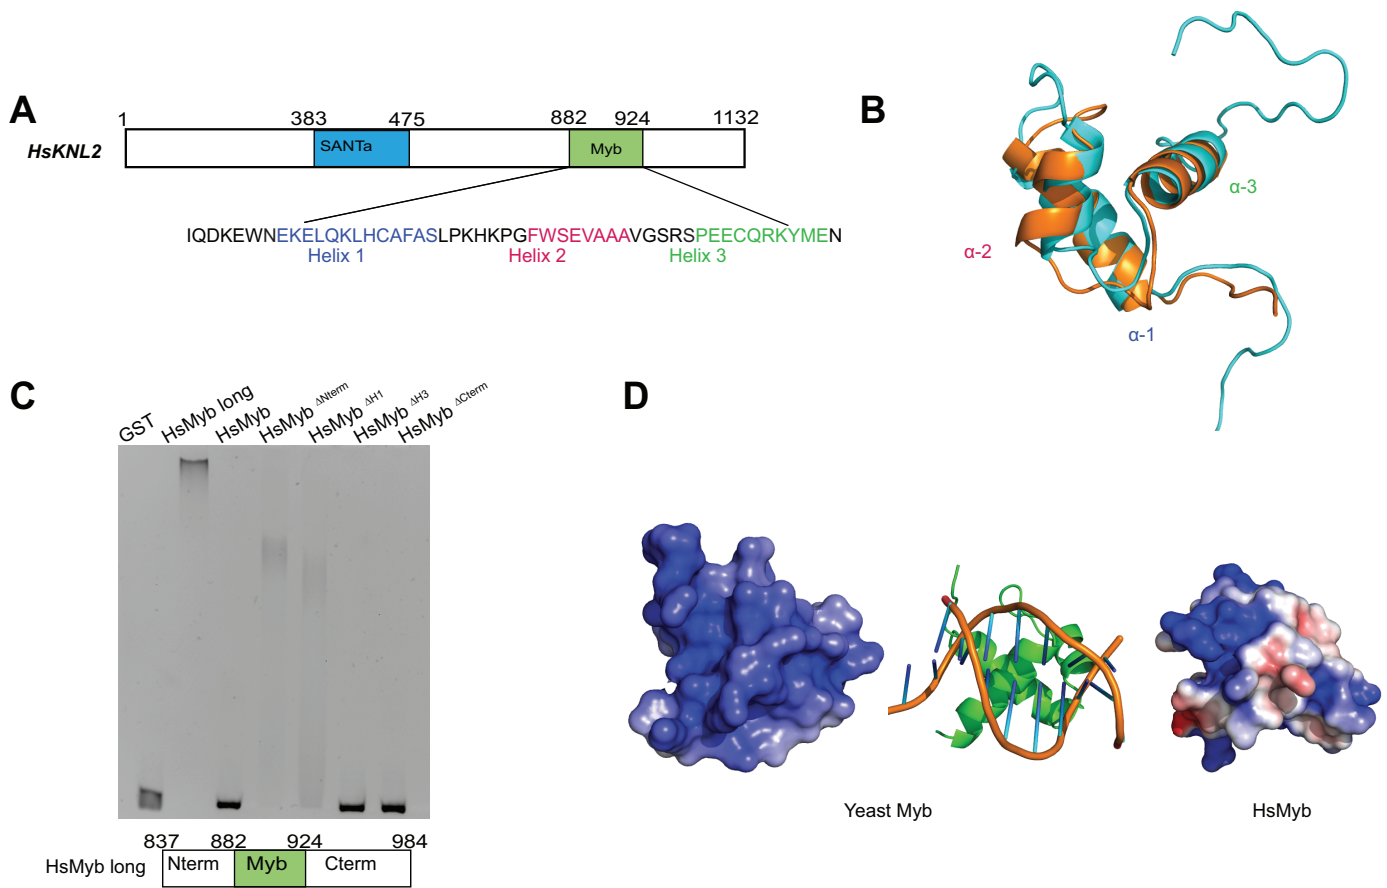 A
1 383 475 882 924 1132
HsKNL2 SANTa Myb
IQDKEWNEKELQKLHCAFASLPKHKPGFWSEVAAAVGSRSPEECQRKYMEN
Helix 1 Helix 2 Helix 3
B
α-3
α-2
α-1
C
GST HsMyb long HsMyb HsMyb ΔNterm HsMyb ΔH1 HsMyb ΔH3 HsMyb ΔCterm
837 882 924 984
HsMyb long Nterm Myb Cterm
D
Yeast Myb HsMyb